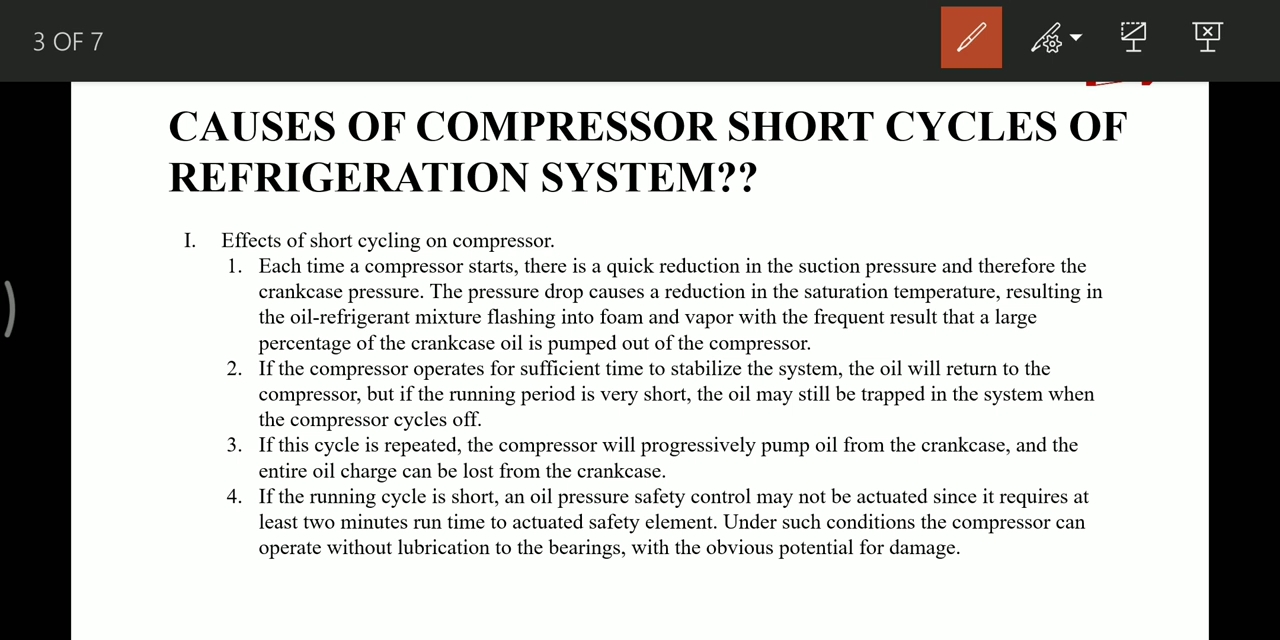 3 OF 7
CAUSES OF COMPRESSOR SHORT CYCLES OF
REFRIGERATION SYSTEM??
I. Effects of short cycling on compressor.
1. Each time a compressor starts, there is a quick reduction in the suction pressure and therefore the
crankcase pressure. The pressure drop causes a reduction in the saturation temperature, resulting in
the oil-refrigerant mixture flashing into foam and vapor with the frequent result that a large
percentage of the crankcase oil is pumped out of the compressor.
2. If the compressor operates for sufficient time to stabilize the system, the oil will return to the
compressor, but if the running period is very short, the oil may still be trapped in the system when
the compressor cycles off.
3. If this cycle is repeated, the compressor will progressively pump oil from the crankcase, and the
entire oil charge can be lost from the crankcase.
4. If the running cycle is short, an oil pressure safety control may not be actuated since it requires at
least two minutes run time to actuated safety element. Under such conditions the compressor can
operate without lubrication to the bearings, with the obvious potential for damage.